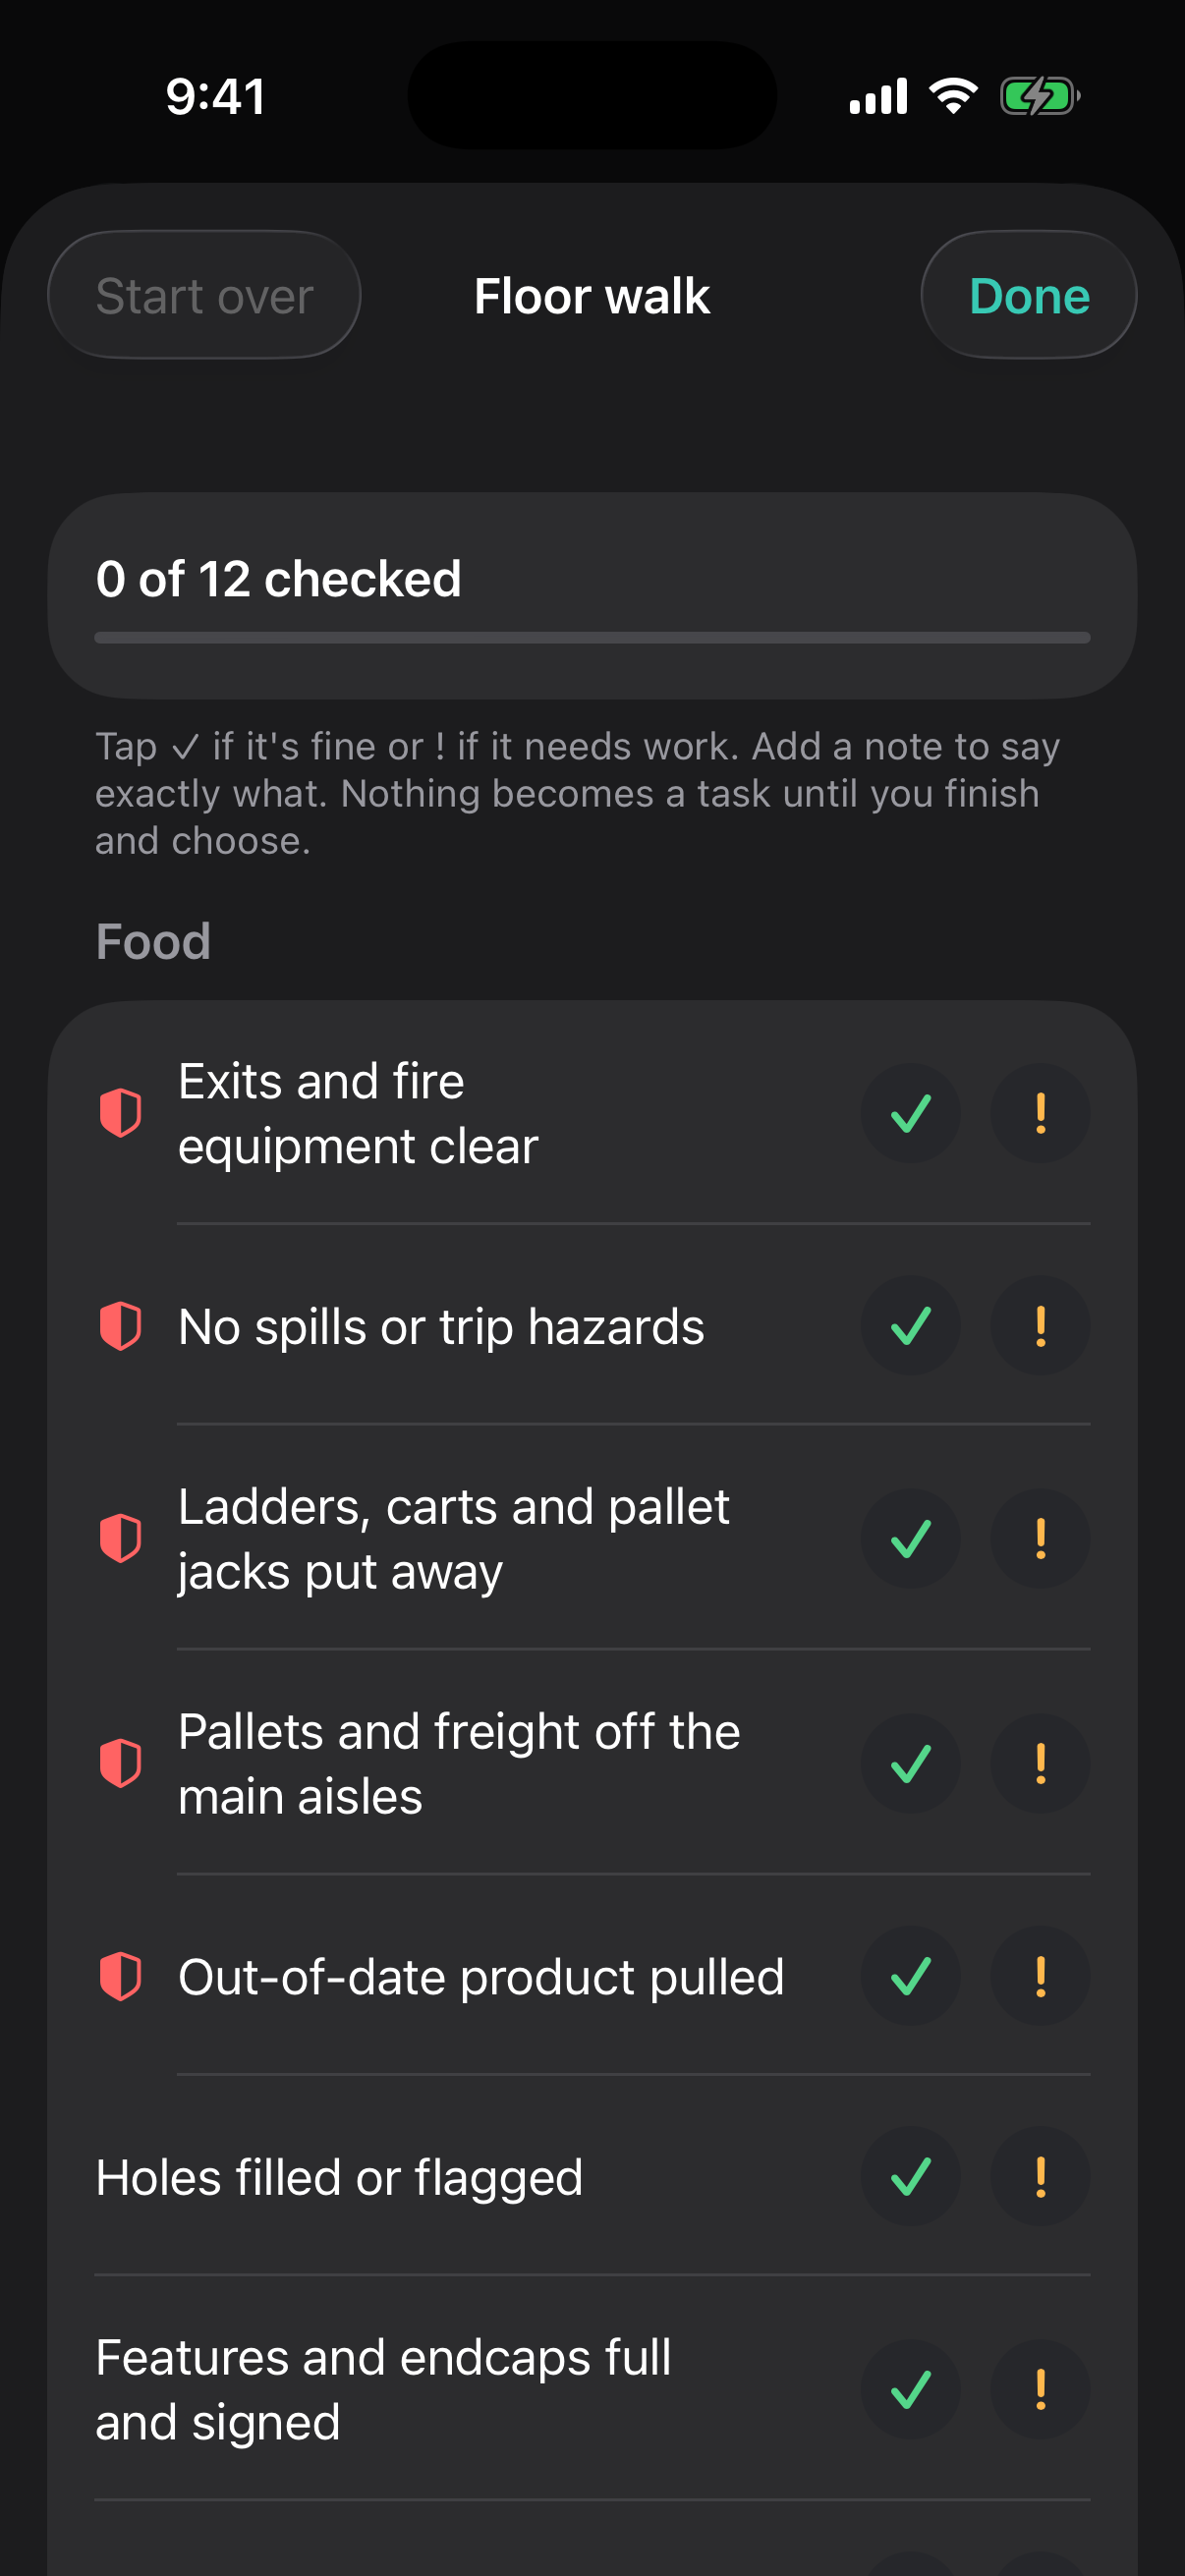 9:41
Start over
Floor walk
Done
0 of 12 checked
Tap ✓ if it's fine or ! if it needs work. Add a note to say
exactly what. Nothing becomes a task until you finish
and choose.
Food
Exits and fire
equipment clear
No spills or trip hazards
Ladders, carts and pallet
jacks put away
Pallets and freight off the
main aisles
Out-of-date product pulled
Holes filled or flagged
Features and endcaps full
and signed